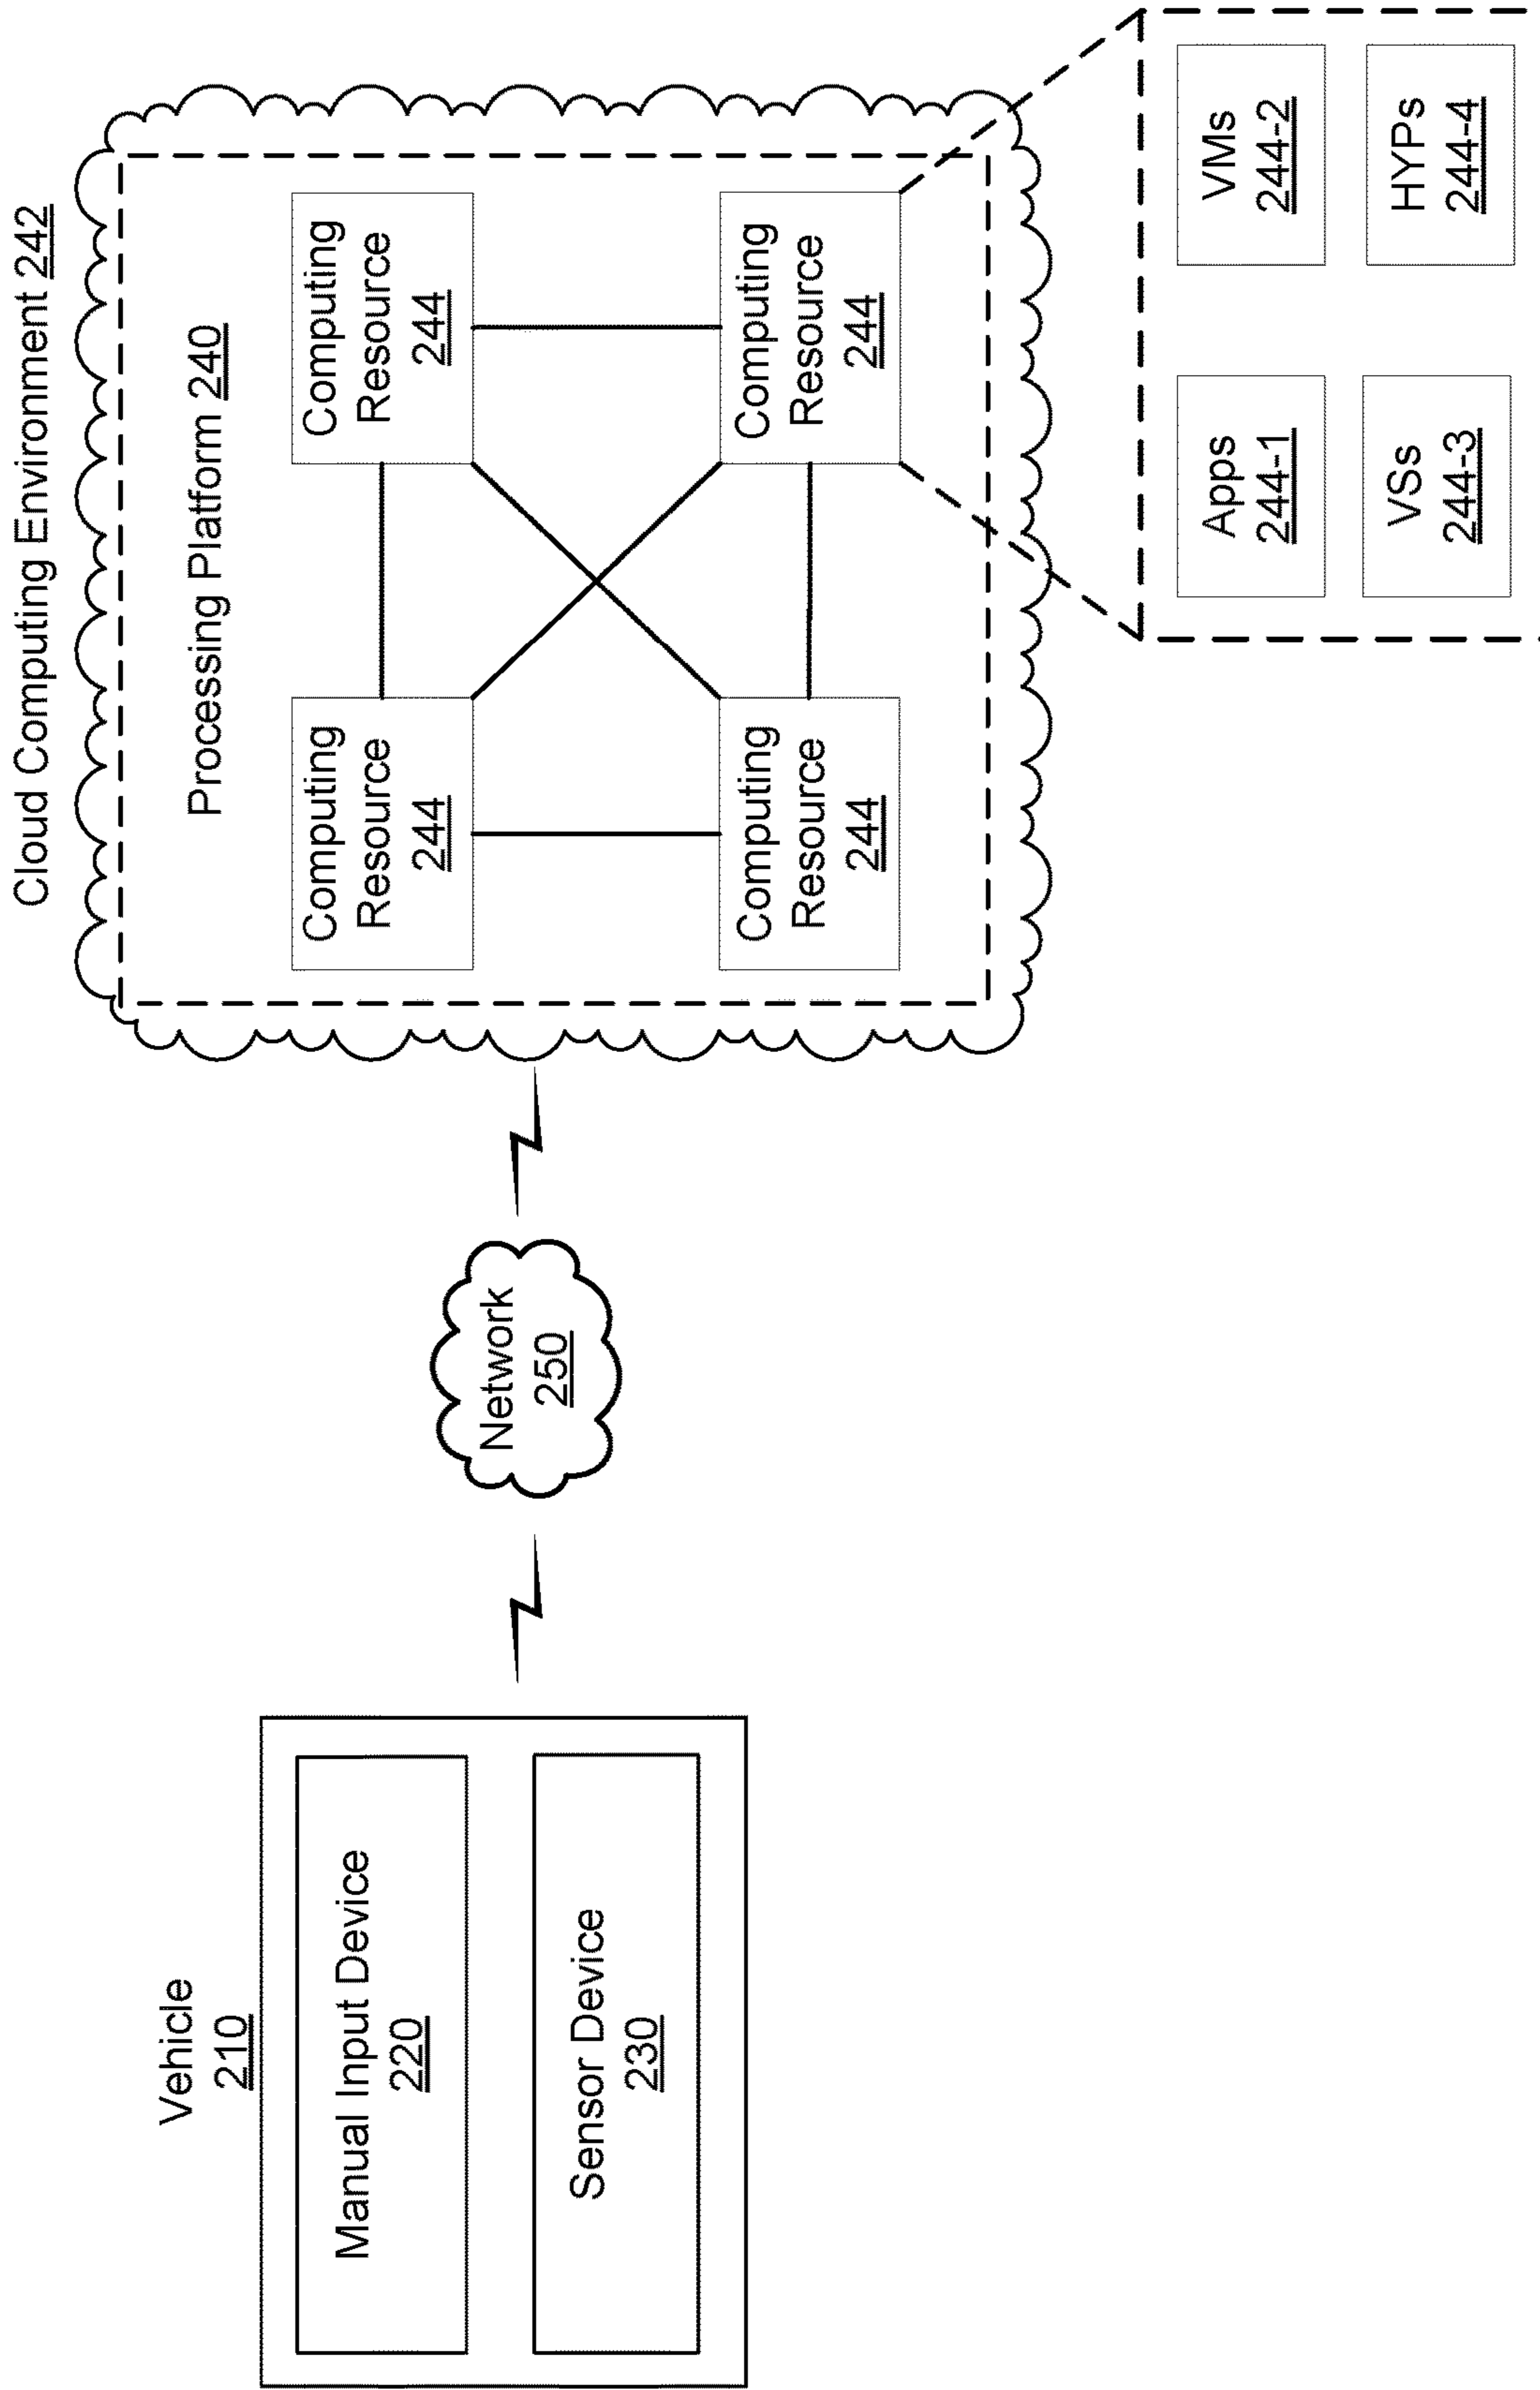 Vehicle
210
Manual Input Device
220
Sensor Device
230
Network
250
Cloud Computing Environment 242
Processing Platform 240
Computing
Resource
244
Computing
Resource
244
Computing
Resource
244
Computing
Resource
244
Apps
244-1
VMs
244-2
VSs
244-3
HYPs
244-4